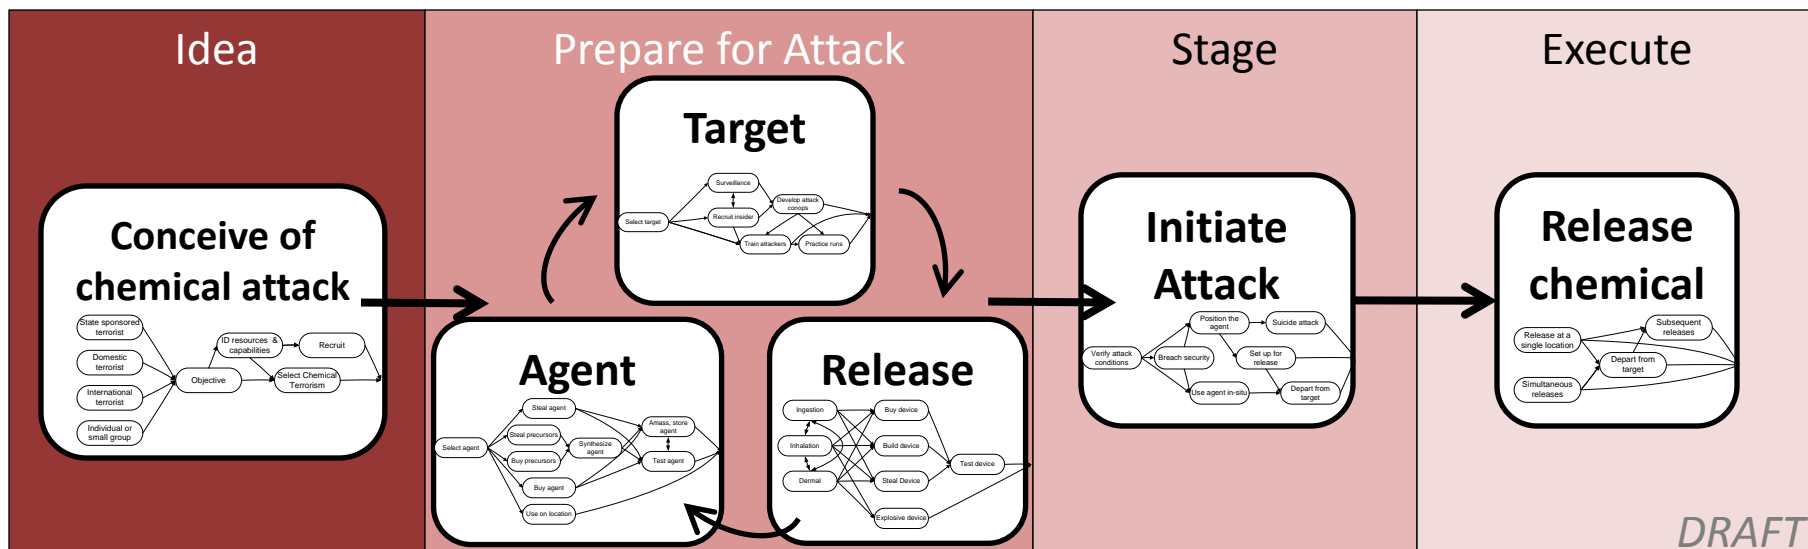 Idea
Prepare for Attack
Stage
Execute
Conceive of
chemical attack
State sponsored
terrorist
Domestic
terrorist
International
terrorist
Individual or
small group
Objective
ID resources &
capabilities
Select Chemical
Terrorism
Recruit
Target
Select target
Surveillance
Recruit insider
Develop attack
conops
Train attackers
Practice runs
Agent
Select agent
Steal agent
Steal precursors
Buy precursors
Buy agent
Use on location
Synthesize
agent
Amass, store
agent
Test agent
Release
Ingestion
Inhalation
Dermal
Buy device
Build device
Steal Device
Explosive device
Test device
Initiate
Attack
Verify attack
conditions
Position the
agent
Breach security
Use agent in-situ
Suicide attack
Set up for
release
Depart from
target
Release
chemical
Release at a
single location
Simultaneous
releases
Depart from
target
Subsequent
releases
DRAFT